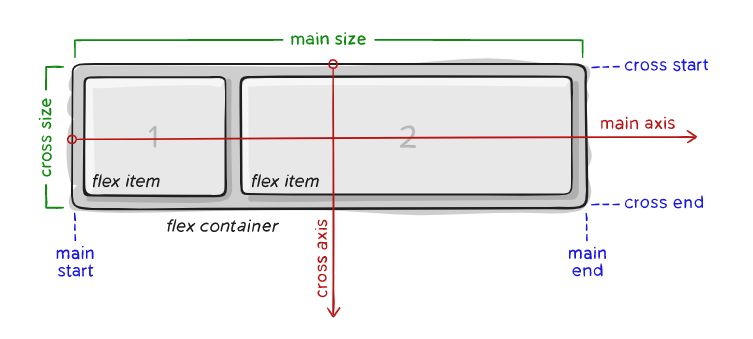 main size
cross start
cross size
1
2
main axis
flex item
flex item
cross end
flex container
cross axis
main
start
main
end